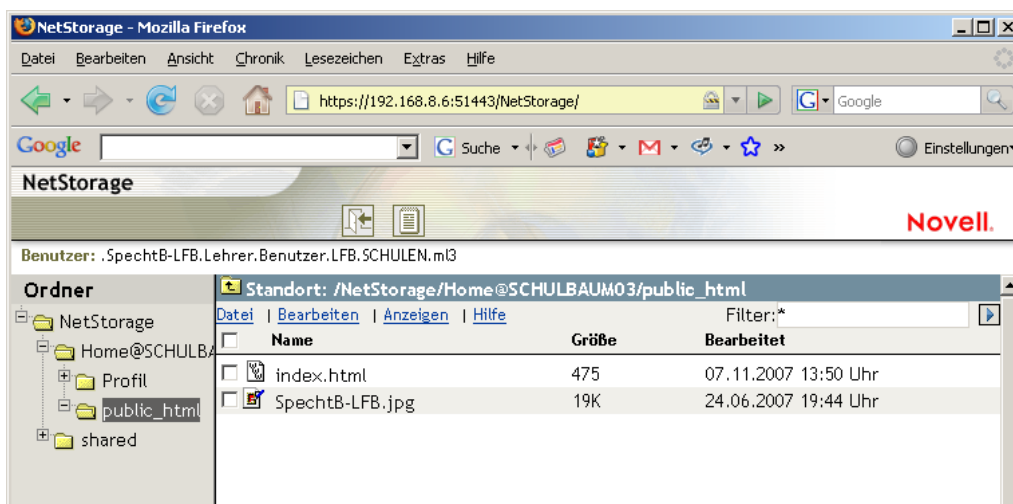 NetStorage - Mozilla Firefox
Datei Bearbeiten Ansicht Chronik Lesezeichen Extras Hilfe
https://192.168.8.6:51443/NetStorage/ G Google
Google G Suche » Einstellungen
NetStorage
Novell.
Benutzer: .SpechtB-LFB.Lehrer.Benutzer.LFB.SCHULEN.ml3
Ordner
Standort: /NetStorage/Home@SCHULBAUM03/public_html
Datei | Bearbeiten | Anzeigen | Hilfe Filter:*
Name Größe Bearbeitet
NetStorage
Home@SCHULBA
Profil
public_html
shared
index.html 475 07.11.2007 13:50 Uhr
SpechtB-LFB.jpg 19K 24.06.2007 19:44 Uhr